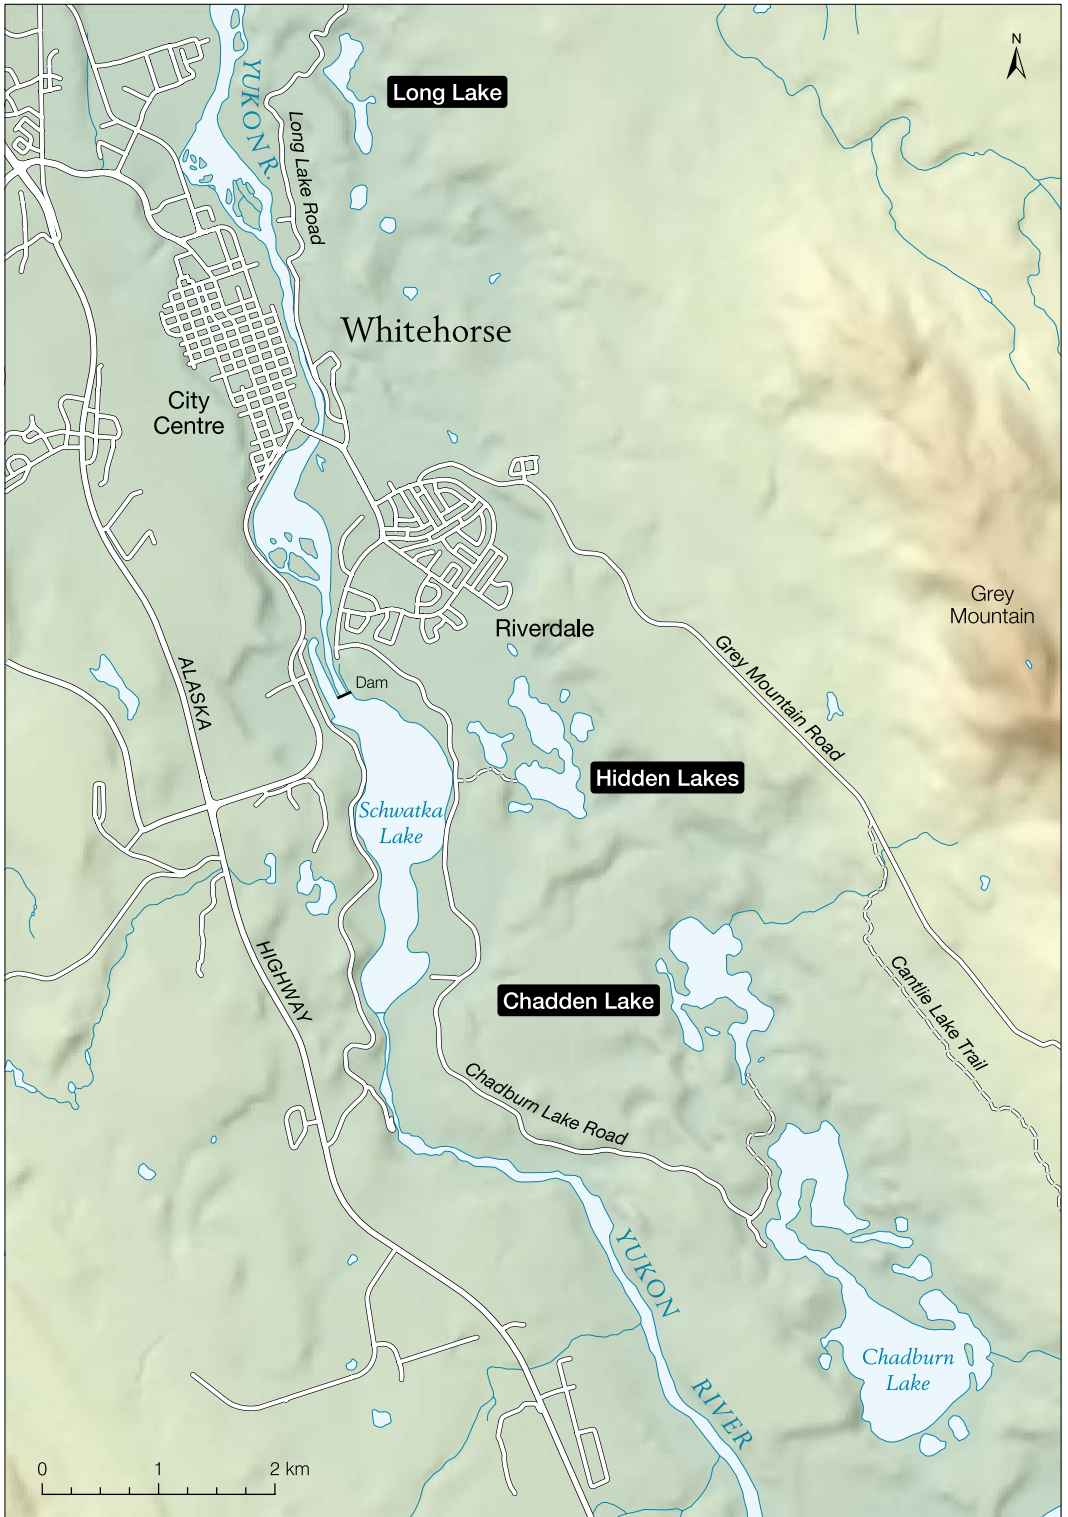 N
Long Lake
YUKON R.
Long Lake Road
Whitehorse
City
Centre
Grey
Mountain
Riverdale
Grey Mountain Road
ALASKA
Dam
Hidden Lakes
Schwatka
Lake
HIGHWAY
Cantlie Lake Trail
Chadden Lake
Chadburn Lake Road
YUKON
Chadburn
Lake
RIVER
0 1 2 km